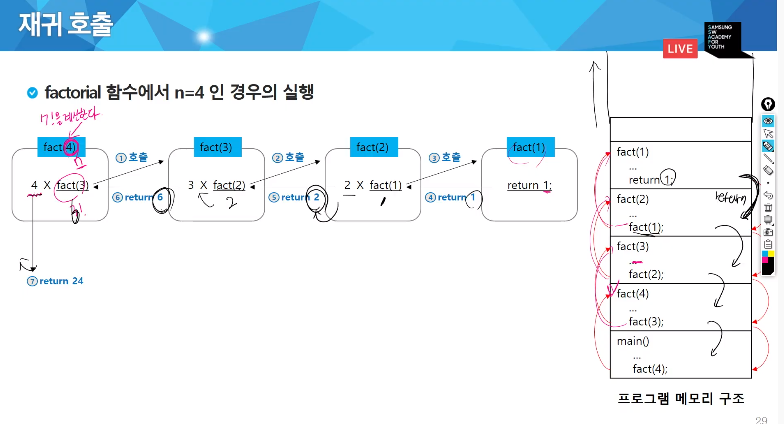 재귀 호출
LIVE
SAMSUNG
SW
ACADEMY
FOR
YOUTH
factorial 함수에서 n=4 인 경우의 실행
fact(4)
n
4 X fact(3)
① 호출
⑥ return 6
fact(3)
3 X fact(2)
2
② 호출
⑤ return 2
fact(2)
2 X fact(1)
1
③ 호출
④ return 1
fact(1)
return 1;
⑦ return 24
fact(1)
...
return 1;
return
fact(2)
...
fact(1);
fact(3)
...
fact(2);
fact(4)
...
fact(3);
main()
...
fact(4);
프로그램 메모리 구조
29